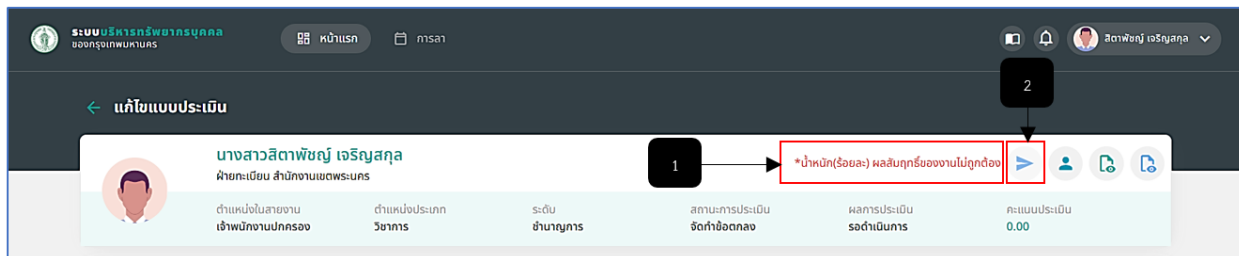 ระบบบริหารทรัพยากรบุคคล
ของกรุงเทพมหานคร
หน้าแรก
การลา
สิตาพัชญ์ เจริญสกุล
2
แก้ไขแบบประเมิน
นางสาวสิตาพัชญ์ เจริญสกุล
ฝ่ายทะเบียน สำนักงานเขตพระนคร
1
*น้ำหนัก(ร้อยละ) ผลสัมฤทธิ์ของงานไม่ถูกต้อง
ตำแหน่งในสายงาน
เจ้าพนักงานปกครอง
ตำแหน่งประเภท
วิชาการ
ระดับ
ชำนาญการ
สถานะการประเมิน
จัดทำข้อตกลง
ผลการประเมิน
รอดำเนินการ
คะแนนประเมิน
0.00